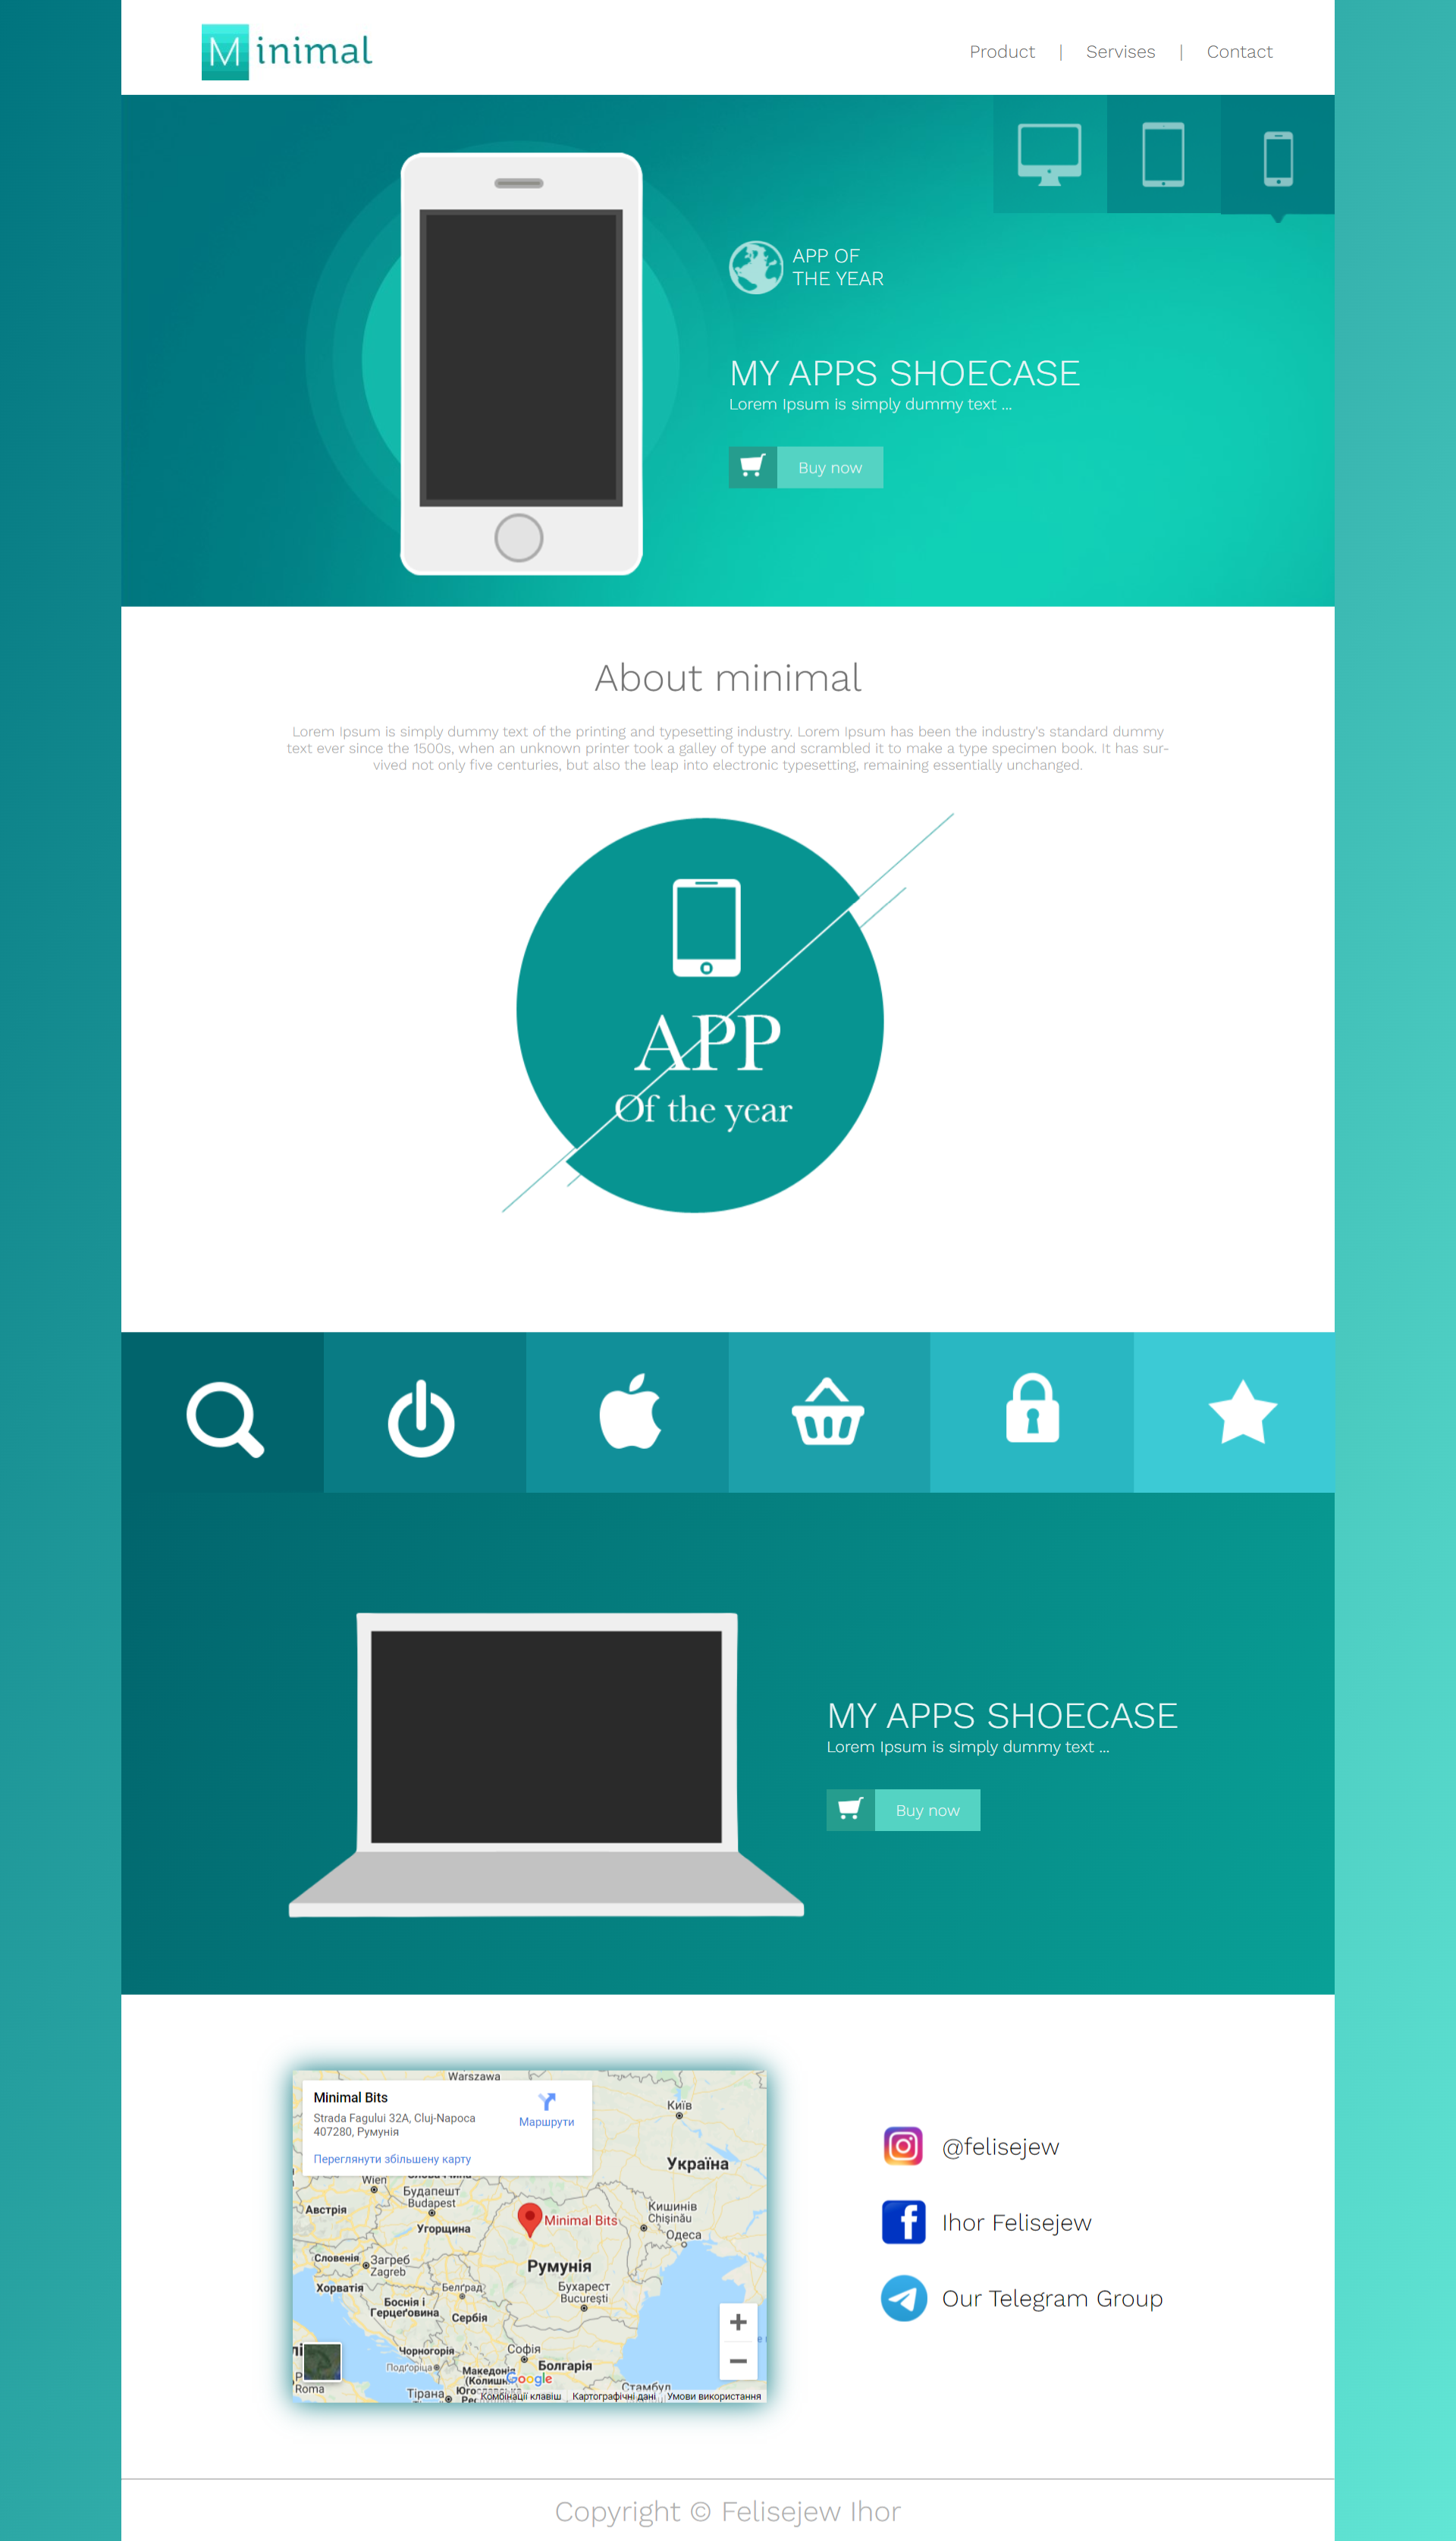 Minimal
Product | Servises | Contact
APP OF
THE YEAR
MY APPS SHOECASE
Lorem Ipsum is simply dummy text ...
Buy now
About minimal
Lorem Ipsum is simply dummy text of the printing and typesetting industry. Lorem Ipsum has been the industry's standard dummy
text ever since the 1500s, when an unknown printer took a galley of type and scrambled it to make a type specimen book. It has sur-
vived not only five centuries, but also the leap into electronic typesetting, remaining essentially unchanged.
APP
Of the year
MY APPS SHOECASE
Lorem Ipsum is simply dummy text ...
Buy now
Warszawa
Minimal Bits
Strada Fagului 32A, Cluj-Napoca
407280, Румунія
Маршрути
Переглянути збільшену карту
Київ
Україна
Wien
Будапешт
Budapest
Австрія
Угорщина
Кишинів
Chișinău
Minimal Bits
Одеса
Словенія
Загреб
Zagreb
Румунія
Хорватія
Белград
Бухарест
București
Боснія і
Герцеґовина
Сербія
Чорногорія
Подґоріца
Софія
Болгарія
Македонія
Google
Roma
Тірана
Стамбул
Комбінації клавіш
Картографічні дані
Умови використання
@felisejew
Ihor Felisejew
Our Telegram Group
Copyright © Felisejew Ihor